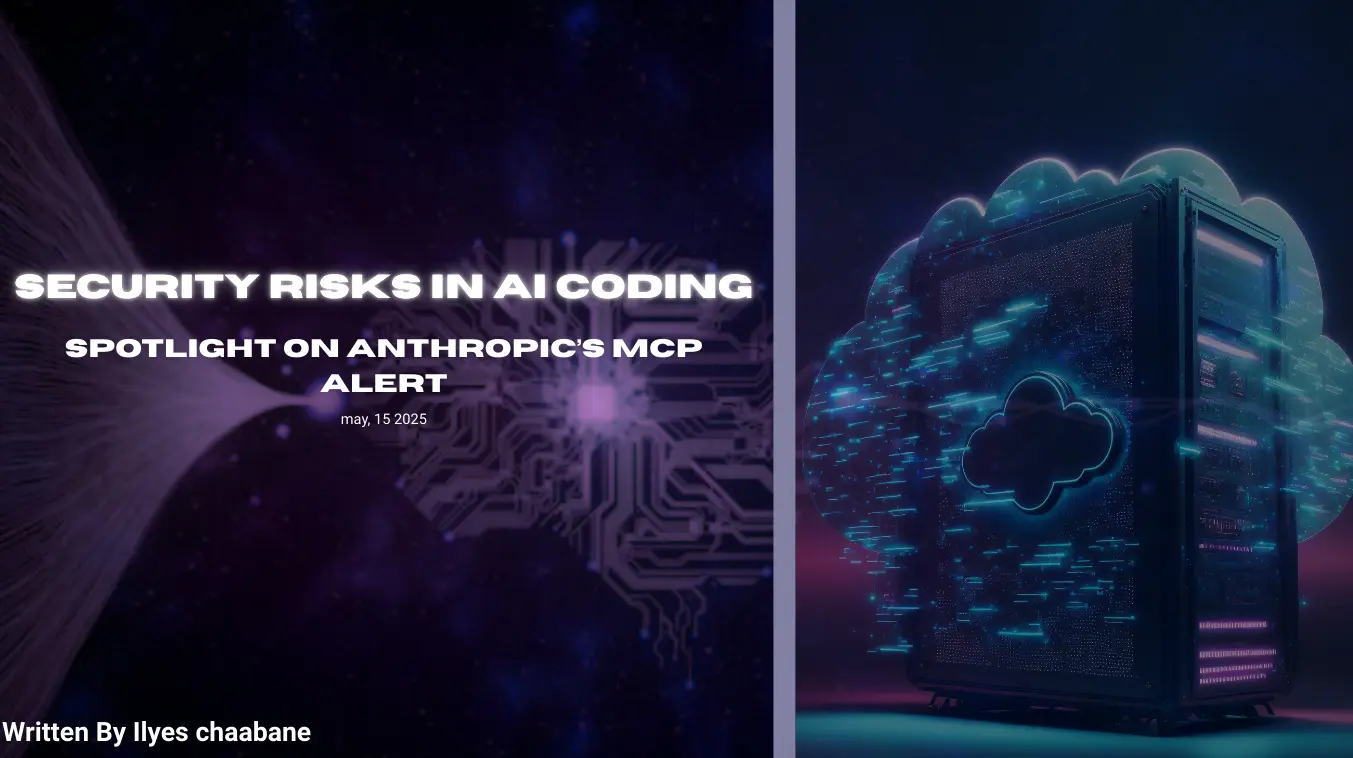 SECURITY RISKS IN AI CODING
SPOTLIGHT ON ANTHROPIC'S MCP
ALERT
may, 15 2025
Written By Ilyes chaabane